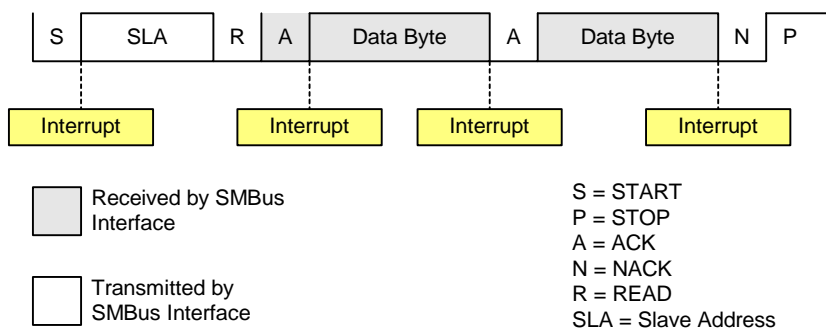 S SLA R A Data Byte A Data Byte N P
Interrupt Interrupt Interrupt Interrupt
Received by SMBus
Interface
Transmitted by
SMBus Interface
S = START
P = STOP
A = ACK
N = NACK
R = READ
SLA = Slave Address